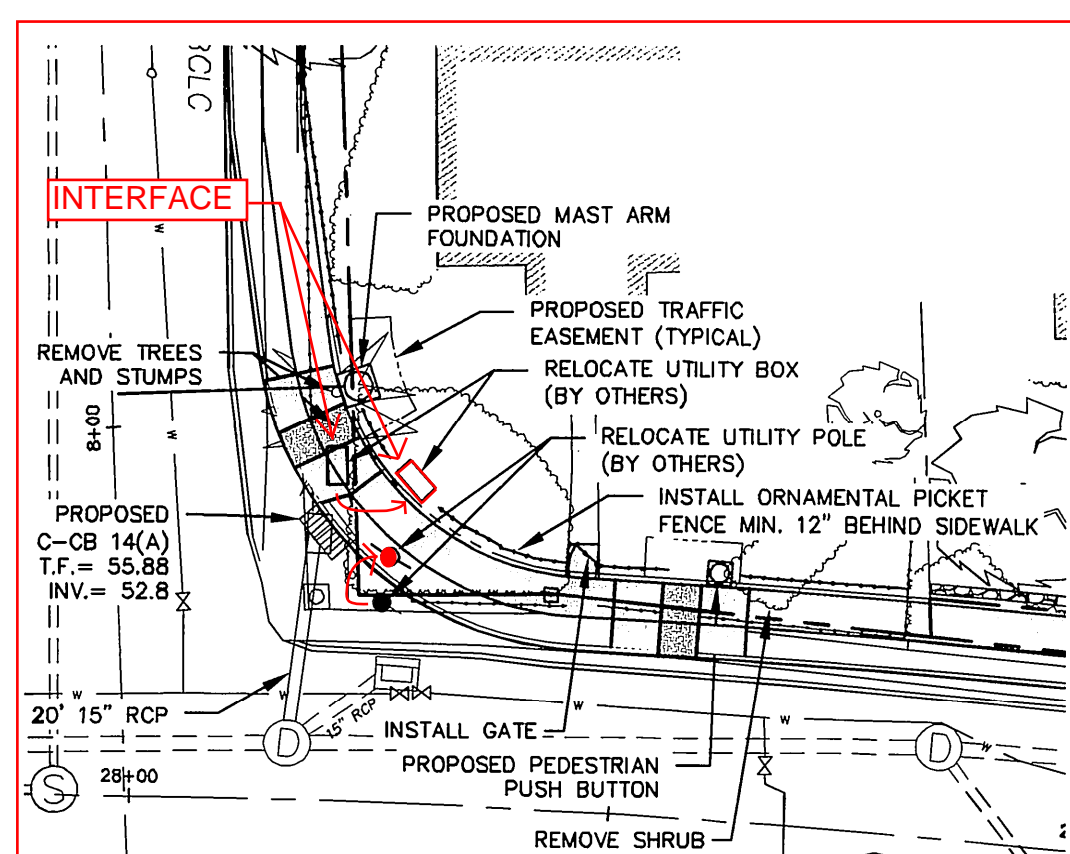 BCLC
INTERFACE
PROPOSED MAST ARM
FOUNDATION
PROPOSED TRAFFIC
EASEMENT (TYPICAL)
REMOVE TREES
AND STUMPS
RELOCATE UTILITY BOX
(BY OTHERS)
8+00
W
W
RELOCATE UTILITY POLE
(BY OTHERS)
INSTALL ORNAMENTAL PICKET
FENCE MIN. 12" BEHIND SIDEWALK
PROPOSED
C-CB 14(A)
T.F.= 55.88
INV.= 52.8
20' 15" RCP
W
W
W
W
W
15" RCP
D
D
INSTALL GATE
PROPOSED PEDESTRIAN
PUSH BUTTON
S
28+00
REMOVE SHRUB